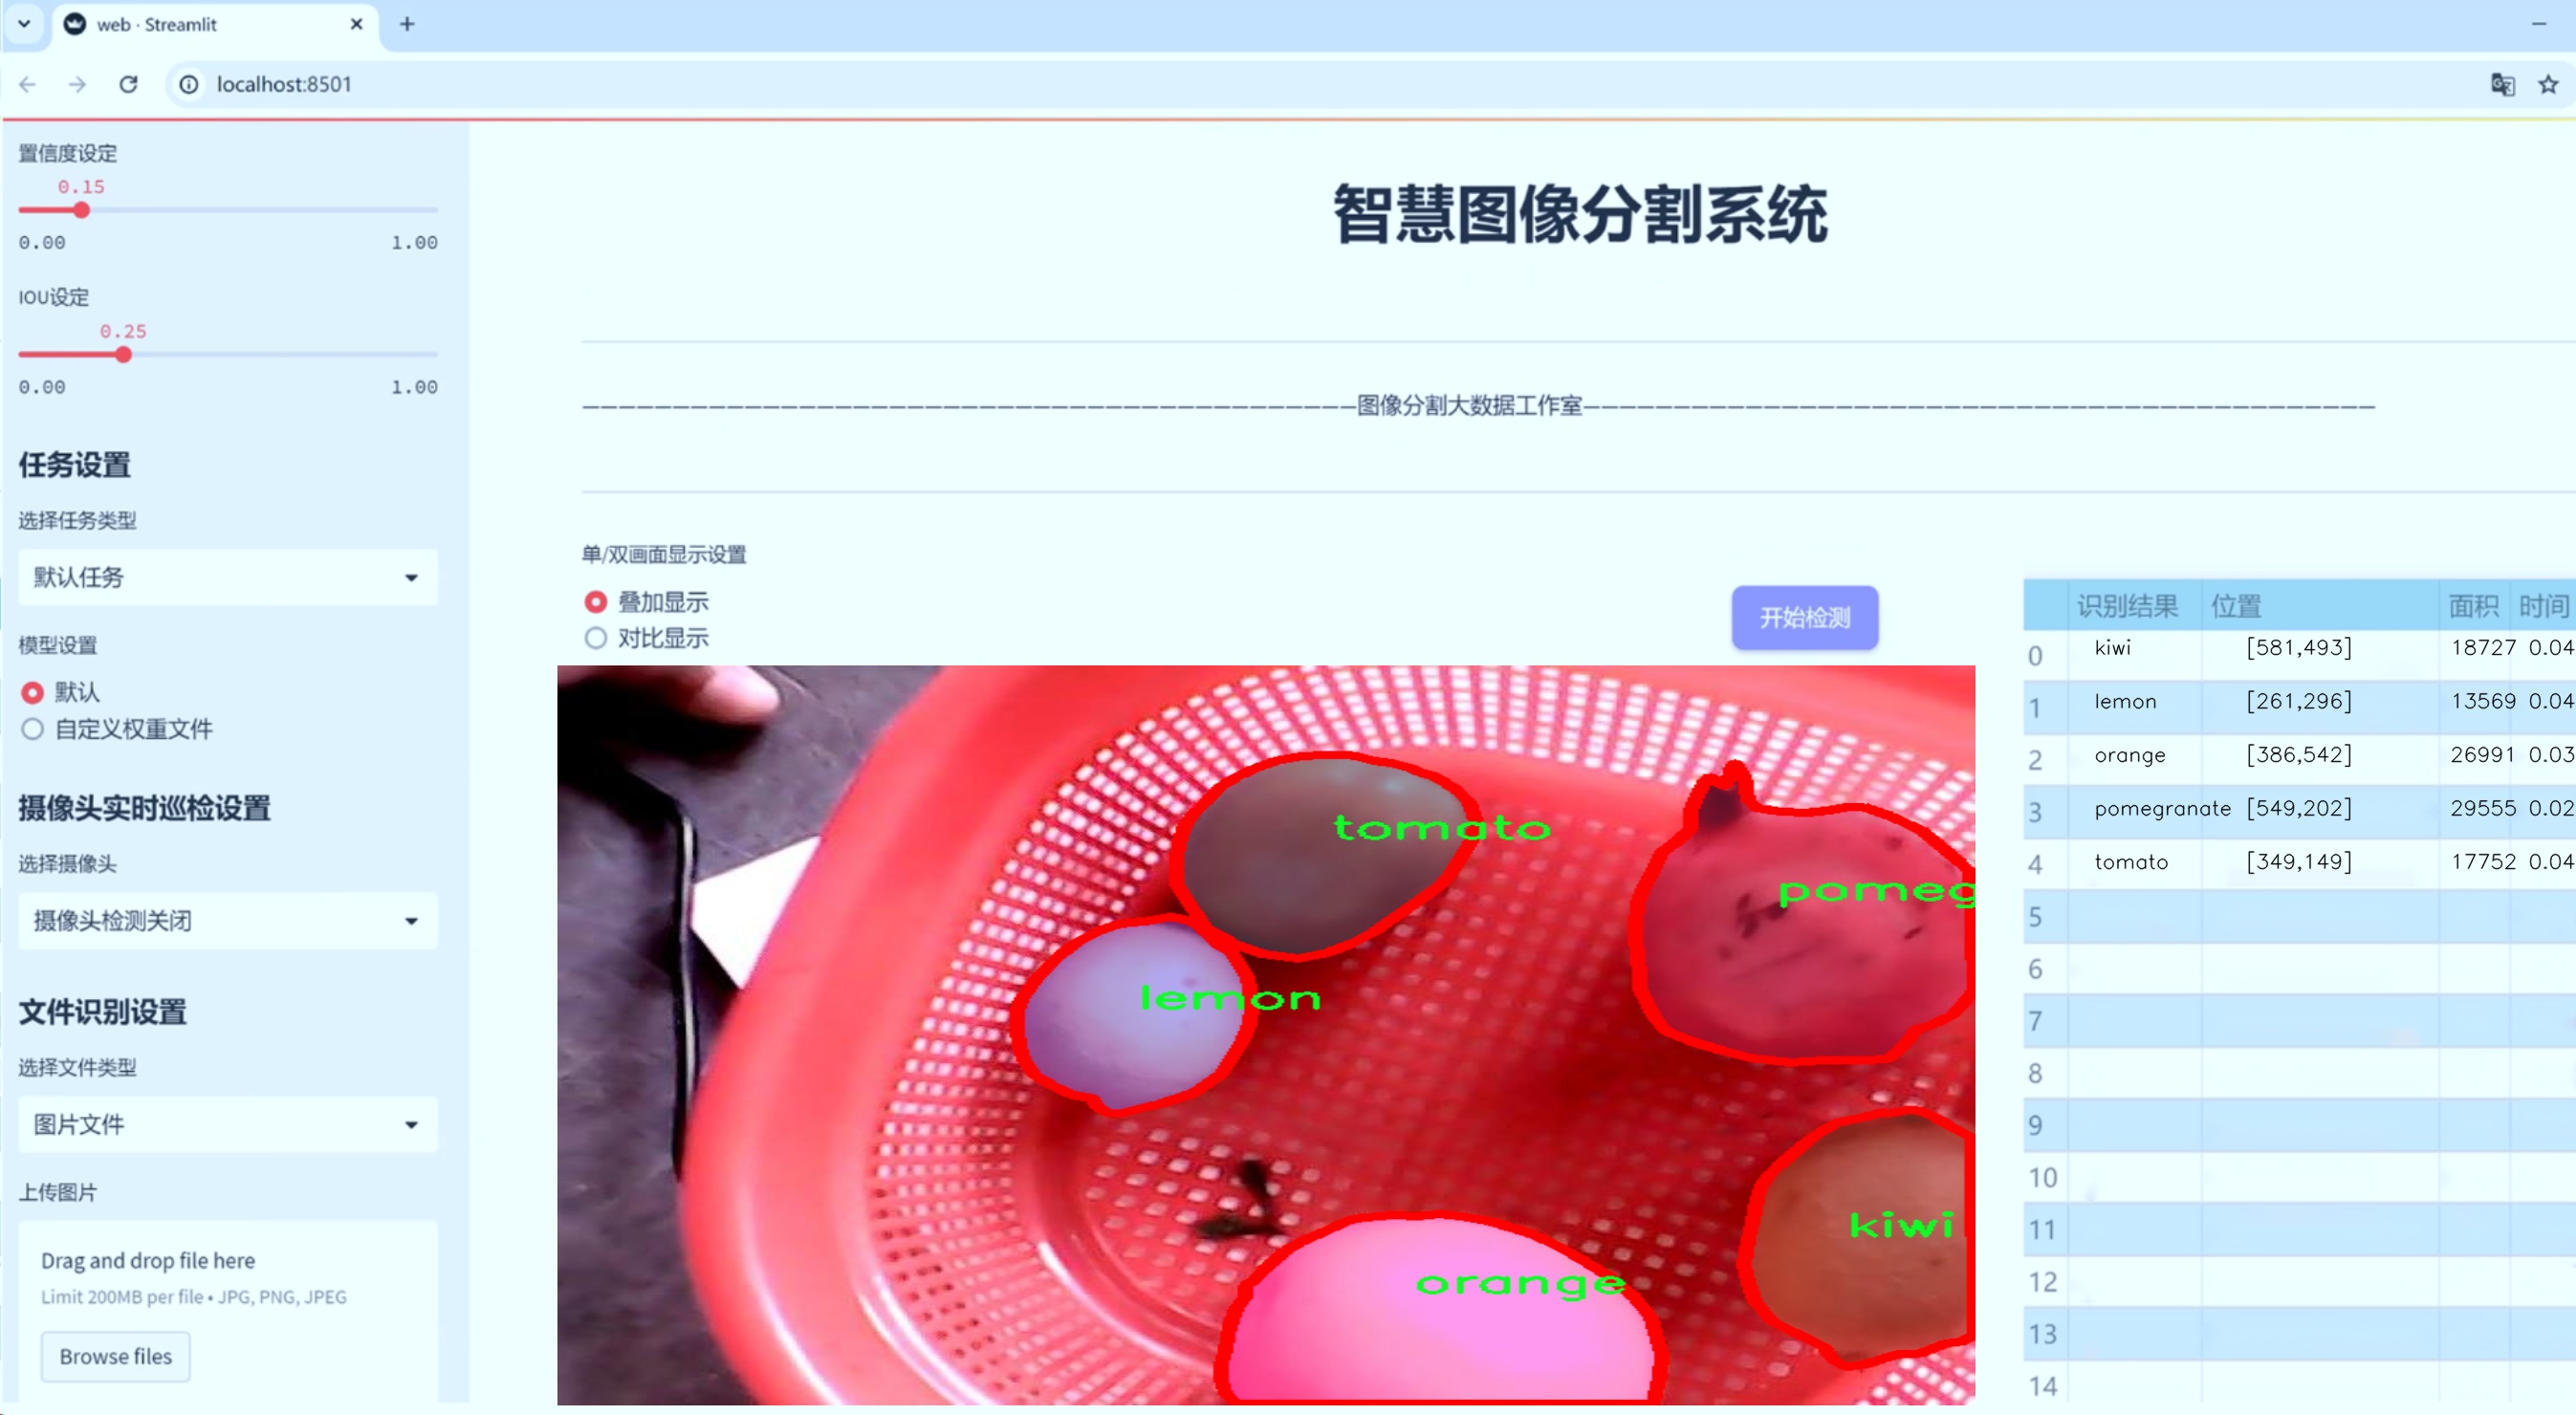 web · Streamlit
localhost:8501
置信度设定
0.15
0.00 1.00
IOU设定
0.25
0.00 1.00
任务设置
选择任务类型
默认任务
模型设置
默认
自定义权重文件
摄像头实时巡检设置
选择摄像头
摄像头检测关闭
文件识别设置
选择文件类型
图片文件
上传图片
Drag and drop file here
Limit 200MB per file • JPG, PNG, JPEG
Browse files
智慧图像分割系统
———————————————————————————————————————————图像分割大数据工作室————————————————————————————————————————————
单/双画面显示设置
叠加显示
对比显示
开始检测
tomato
pomeg
lemon
kiwi
orange
识别结果 位置 面积 时间
0 kiwi [581,493] 18727 0.04
1 lemon [261,296] 13569 0.04
2 orange [386,542] 26991 0.03
3 pomegranate [549,202] 29555 0.02
4 tomato [349,149] 17752 0.04
5
6
7
8
9
10
11
12
13
14